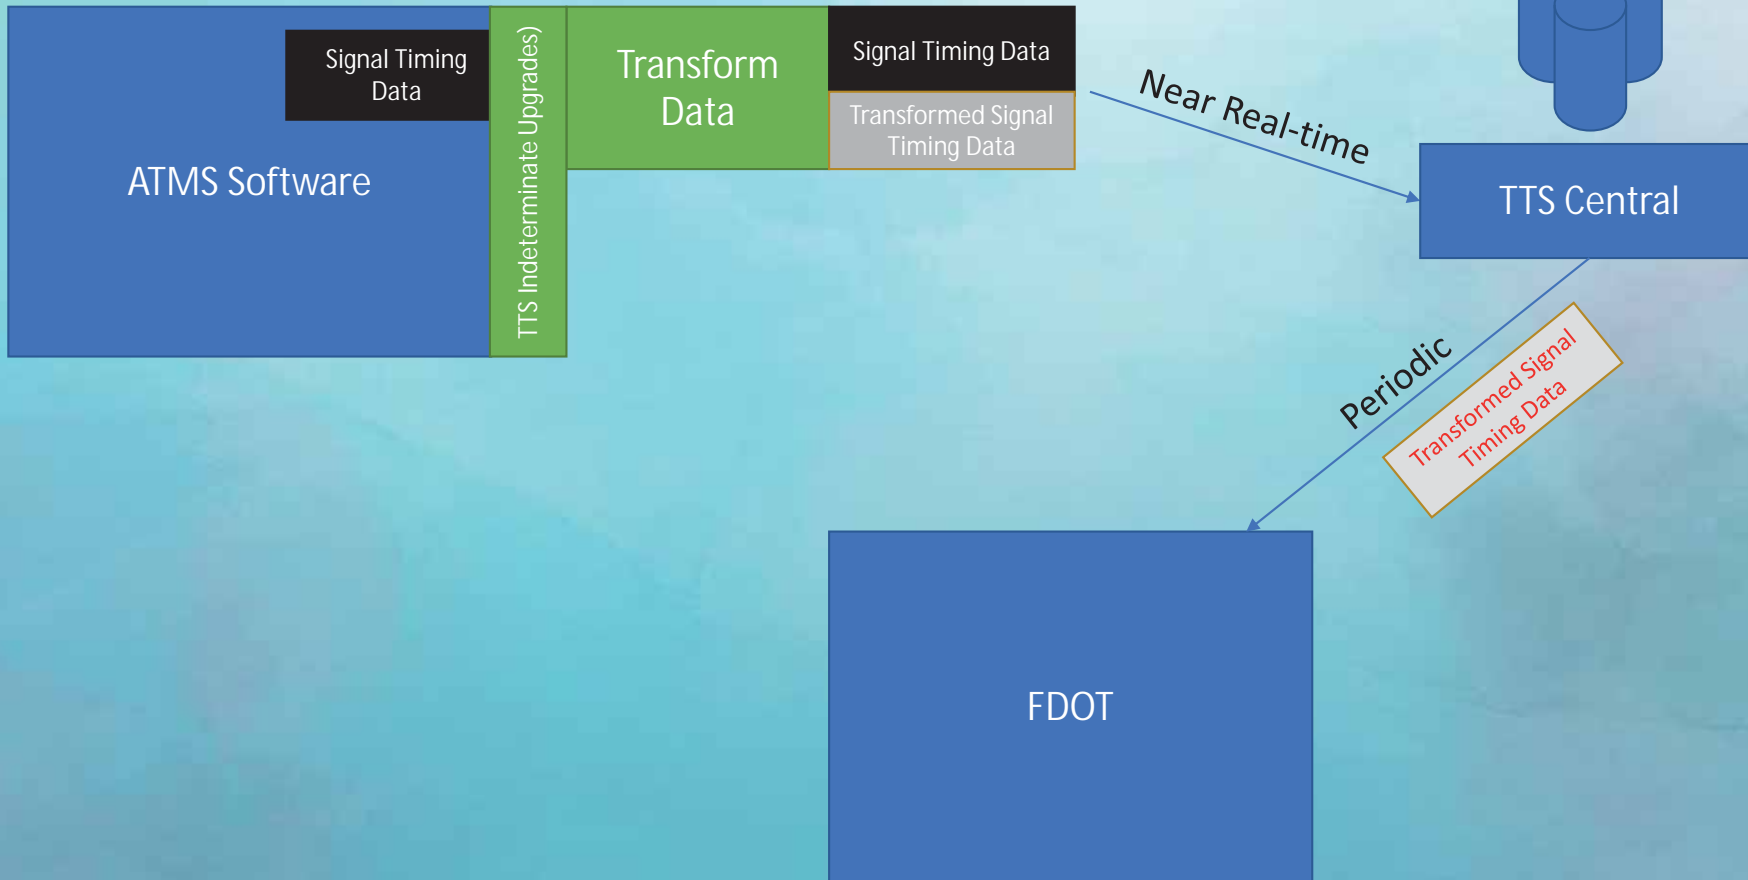 Signal Timing
Data
ATMS Software
TTS Indeterminate Upgrades)
Transform
Data
Signal Timing Data
Transformed Signal
Timing Data
Near Real-time
TTS Central
Periodic
Transformed Signal
Timing Data
FDOT